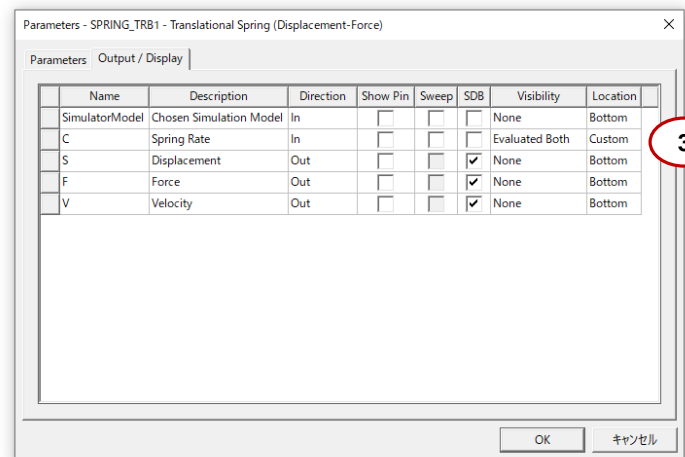 Parameters - SPRING_TRB1 - Translational Spring (Displacement-Force)
Parameters Output / Display
Name Description Direction Show Pin Sweep SDB Visibility Location
SimulatorModel Chosen Simulation Model In None Bottom
C Spring Rate In Evaluated Both Custom
3
S Displacement Out None Bottom
F Force Out None Bottom
V Velocity Out None Bottom
OK キャンセル